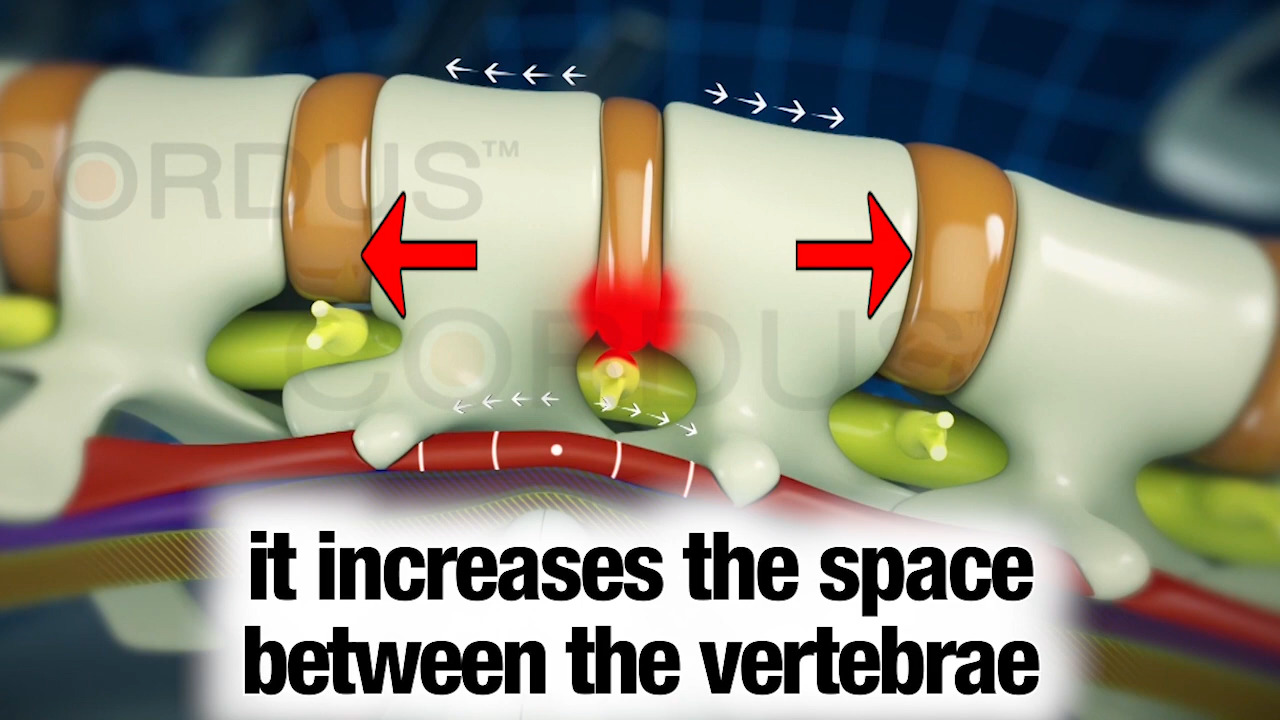 CORDUS™
CORDUS™
it increases the space
between the vertebrae